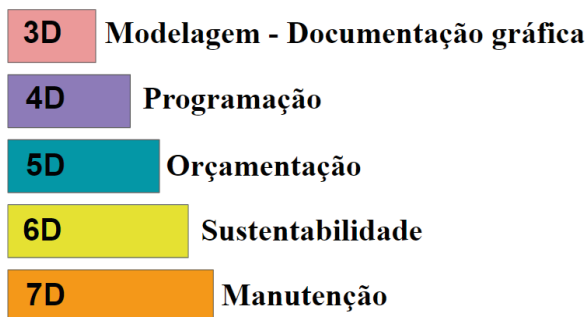 3D Modelagem - Documentação gráfica
4D Programação
5D Orçamentação
6D Sustentabilidade
7D Manutenção